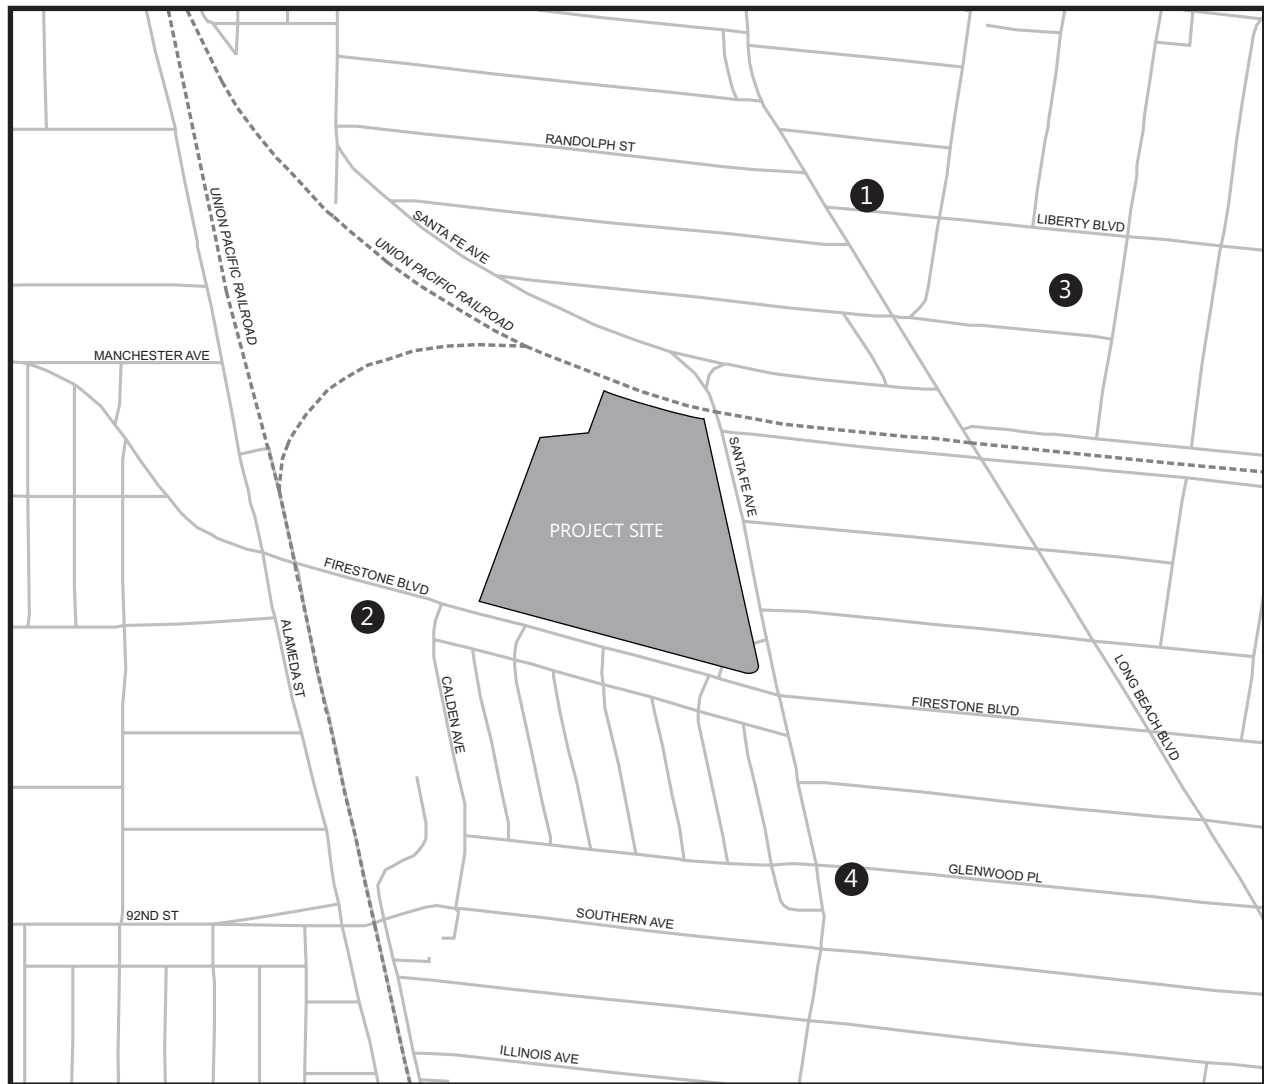 RANDOLPH ST
1
UNION PACIFIC RAILROAD
SANTA FE AVE
LIBERTY BLVD
UNION PACIFIC RAILROAD
3
MANCHESTER AVE
SANTA FE AVE
PROJECT SITE
FIRESTONE BLVD
2
ALAMEDA ST
CALDEN AVE
LONG BEACH BLVD
FIRESTONE BLVD
4
GLENWOOD PL
92ND ST
SOUTHERN AVE
ILLINOIS AVE